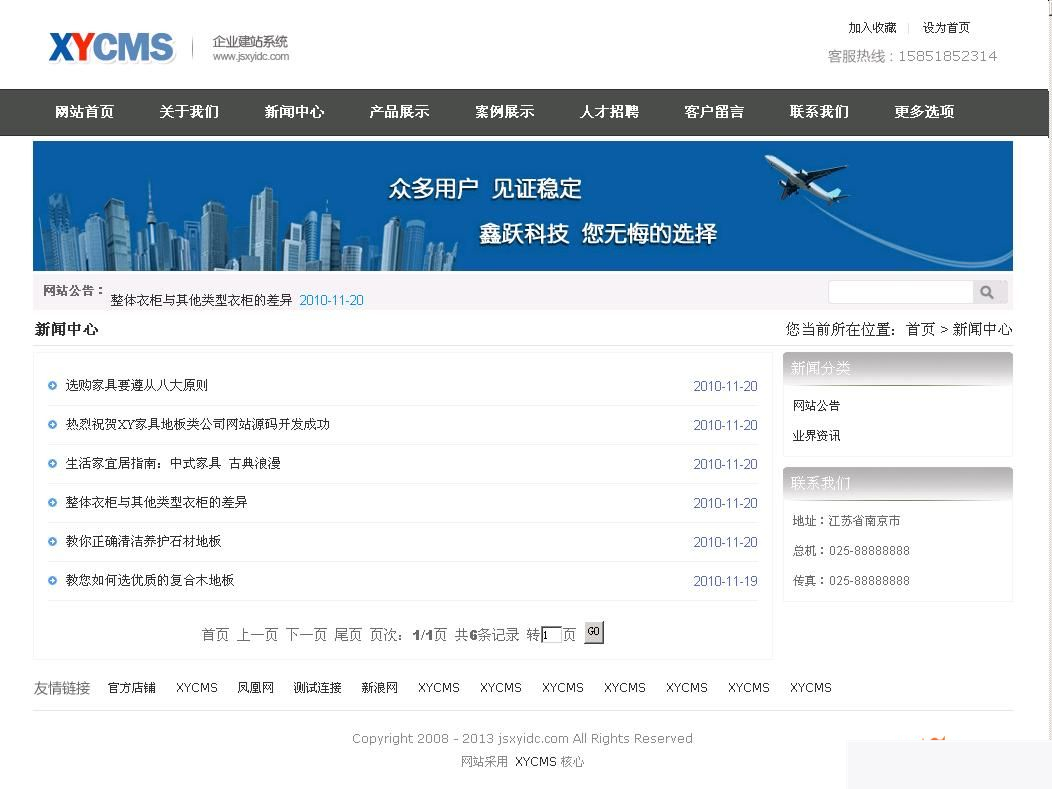 加入收藏 | 设为首页
XYCMS 企业建站系统
www.jsxyidc.com
客服热线：15851852314
网站首页 关于我们 新闻中心 产品展示 案例展示 人才招聘 客户留言 联系我们 更多选项
众多用户 见证稳定
鑫跃科技 您无悔的选择
网站公告： 整体衣柜与其他类型衣柜的差异 2010-11-20
新闻中心 您当前所在位置：首页 > 新闻中心
选购家具要遵从八大原则 2010-11-20
热烈祝贺XY家具地板类公司网站源码开发成功 2010-11-20
生活家宜居指南：中式家具 古典浪漫 2010-11-20
整体衣柜与其他类型衣柜的差异 2010-11-20
教你正确清洁养护石材地板 2010-11-20
教您如何选优质的复合木地板 2010-11-19
首页 上一页 下一页 尾页 页次：1/1页 共6条记录 转1页 GO
新闻分类
网站公告
业界资讯
联系我们
地址：江苏省南京市
总机：025-88888888
传真：025-88888888
友情链接 官方店铺 XYCMS 凤凰网 测试连接 新浪网 XYCMS XYCMS XYCMS XYCMS XYCMS XYCMS XYCMS
Copyright 2008 - 2013 jsxyidc.com All Rights Reserved
网站采用 XYCMS 核心